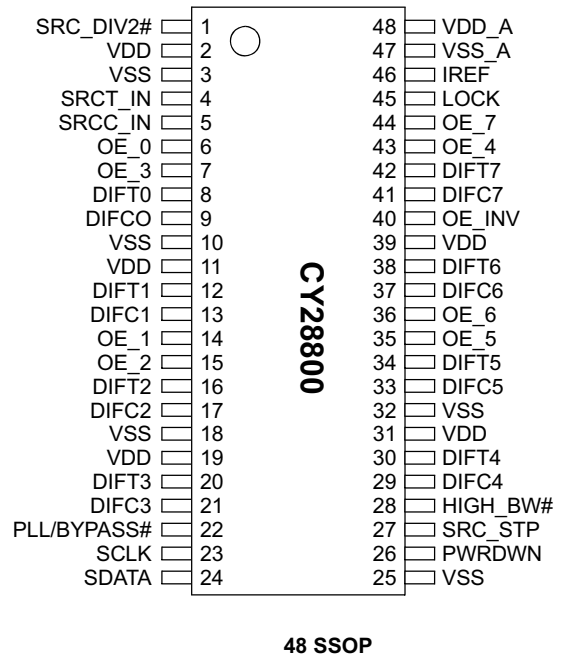 SRC_DIV2# 1 48 VDD_A
VDD 2 47 VSS_A
VSS 3 46 IREF
SRCT_IN 4 45 LOCK
SRCC_IN 5 44 OE_7
OE_0 6 43 OE_4
OE_3 7 42 DIFT7
DIFT0 8 41 DIFC7
DIFCO 9 40 OE_INV
VSS 10 39 VDD
VDD 11 38 DIFT6
DIFT1 12 37 DIFC6
DIFC1 13 36 OE_6
OE_1 14 35 OE_5
OE_2 15 34 DIFT5
DIFT2 16 33 DIFC5
DIFC2 17 32 VSS
VSS 18 31 VDD
VDD 19 30 DIFT4
DIFT3 20 29 DIFC4
DIFC3 21 28 HIGH_BW#
PLL/BYPASS# 22 27 SRC_STP
SCLK 23 26 PWRDWN
SDATA 24 25 VSS
CY28800
48 SSOP